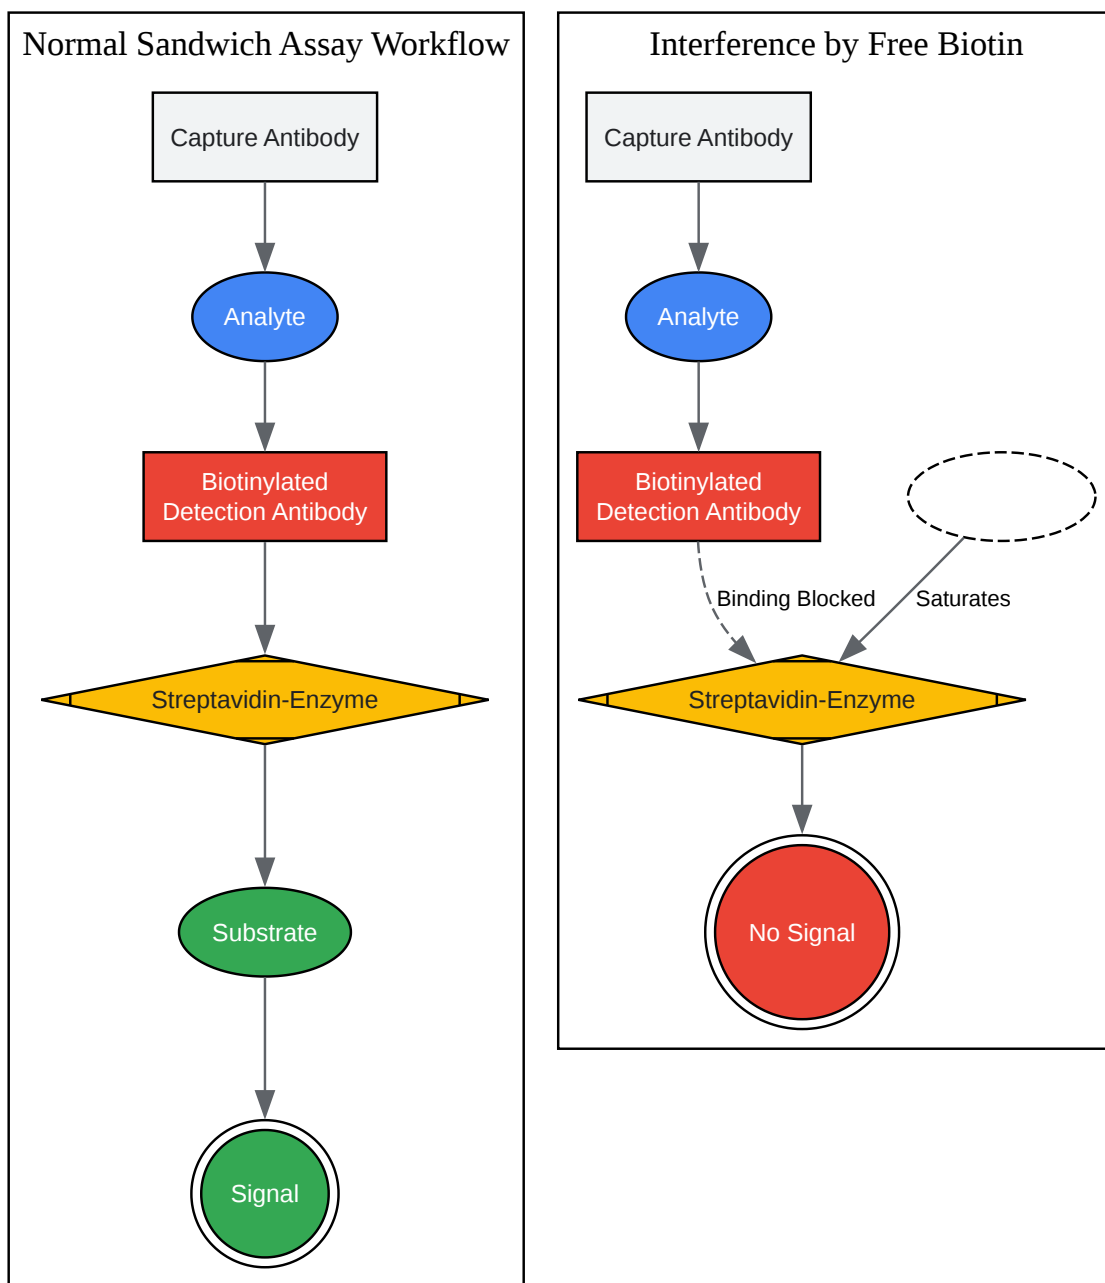 Normal Sandwich Assay Workflow
Capture Antibody
Analyte
Biotinylated
Detection Antibody
Streptavidin-Enzyme
Substrate
Signal
Interference by Free Biotin
Capture Antibody
Analyte
Biotinylated
Detection Antibody
Binding Blocked
Saturates
Streptavidin-Enzyme
No Signal